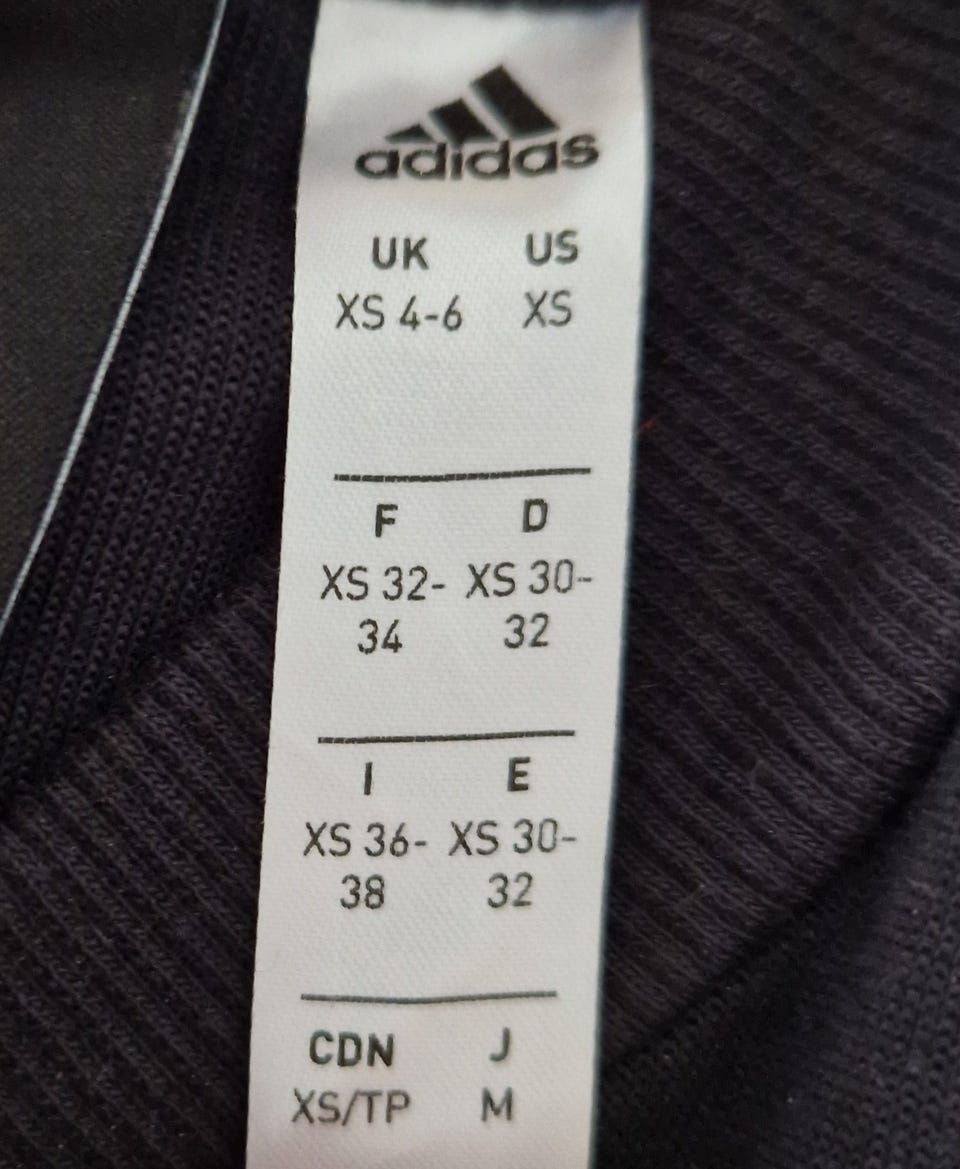 adidas
UK US
XS 4-6 XS
F D
XS 32- XS 30-
34 32
I E
XS 36- XS 30-
38 32
CDN J
XS/TP M